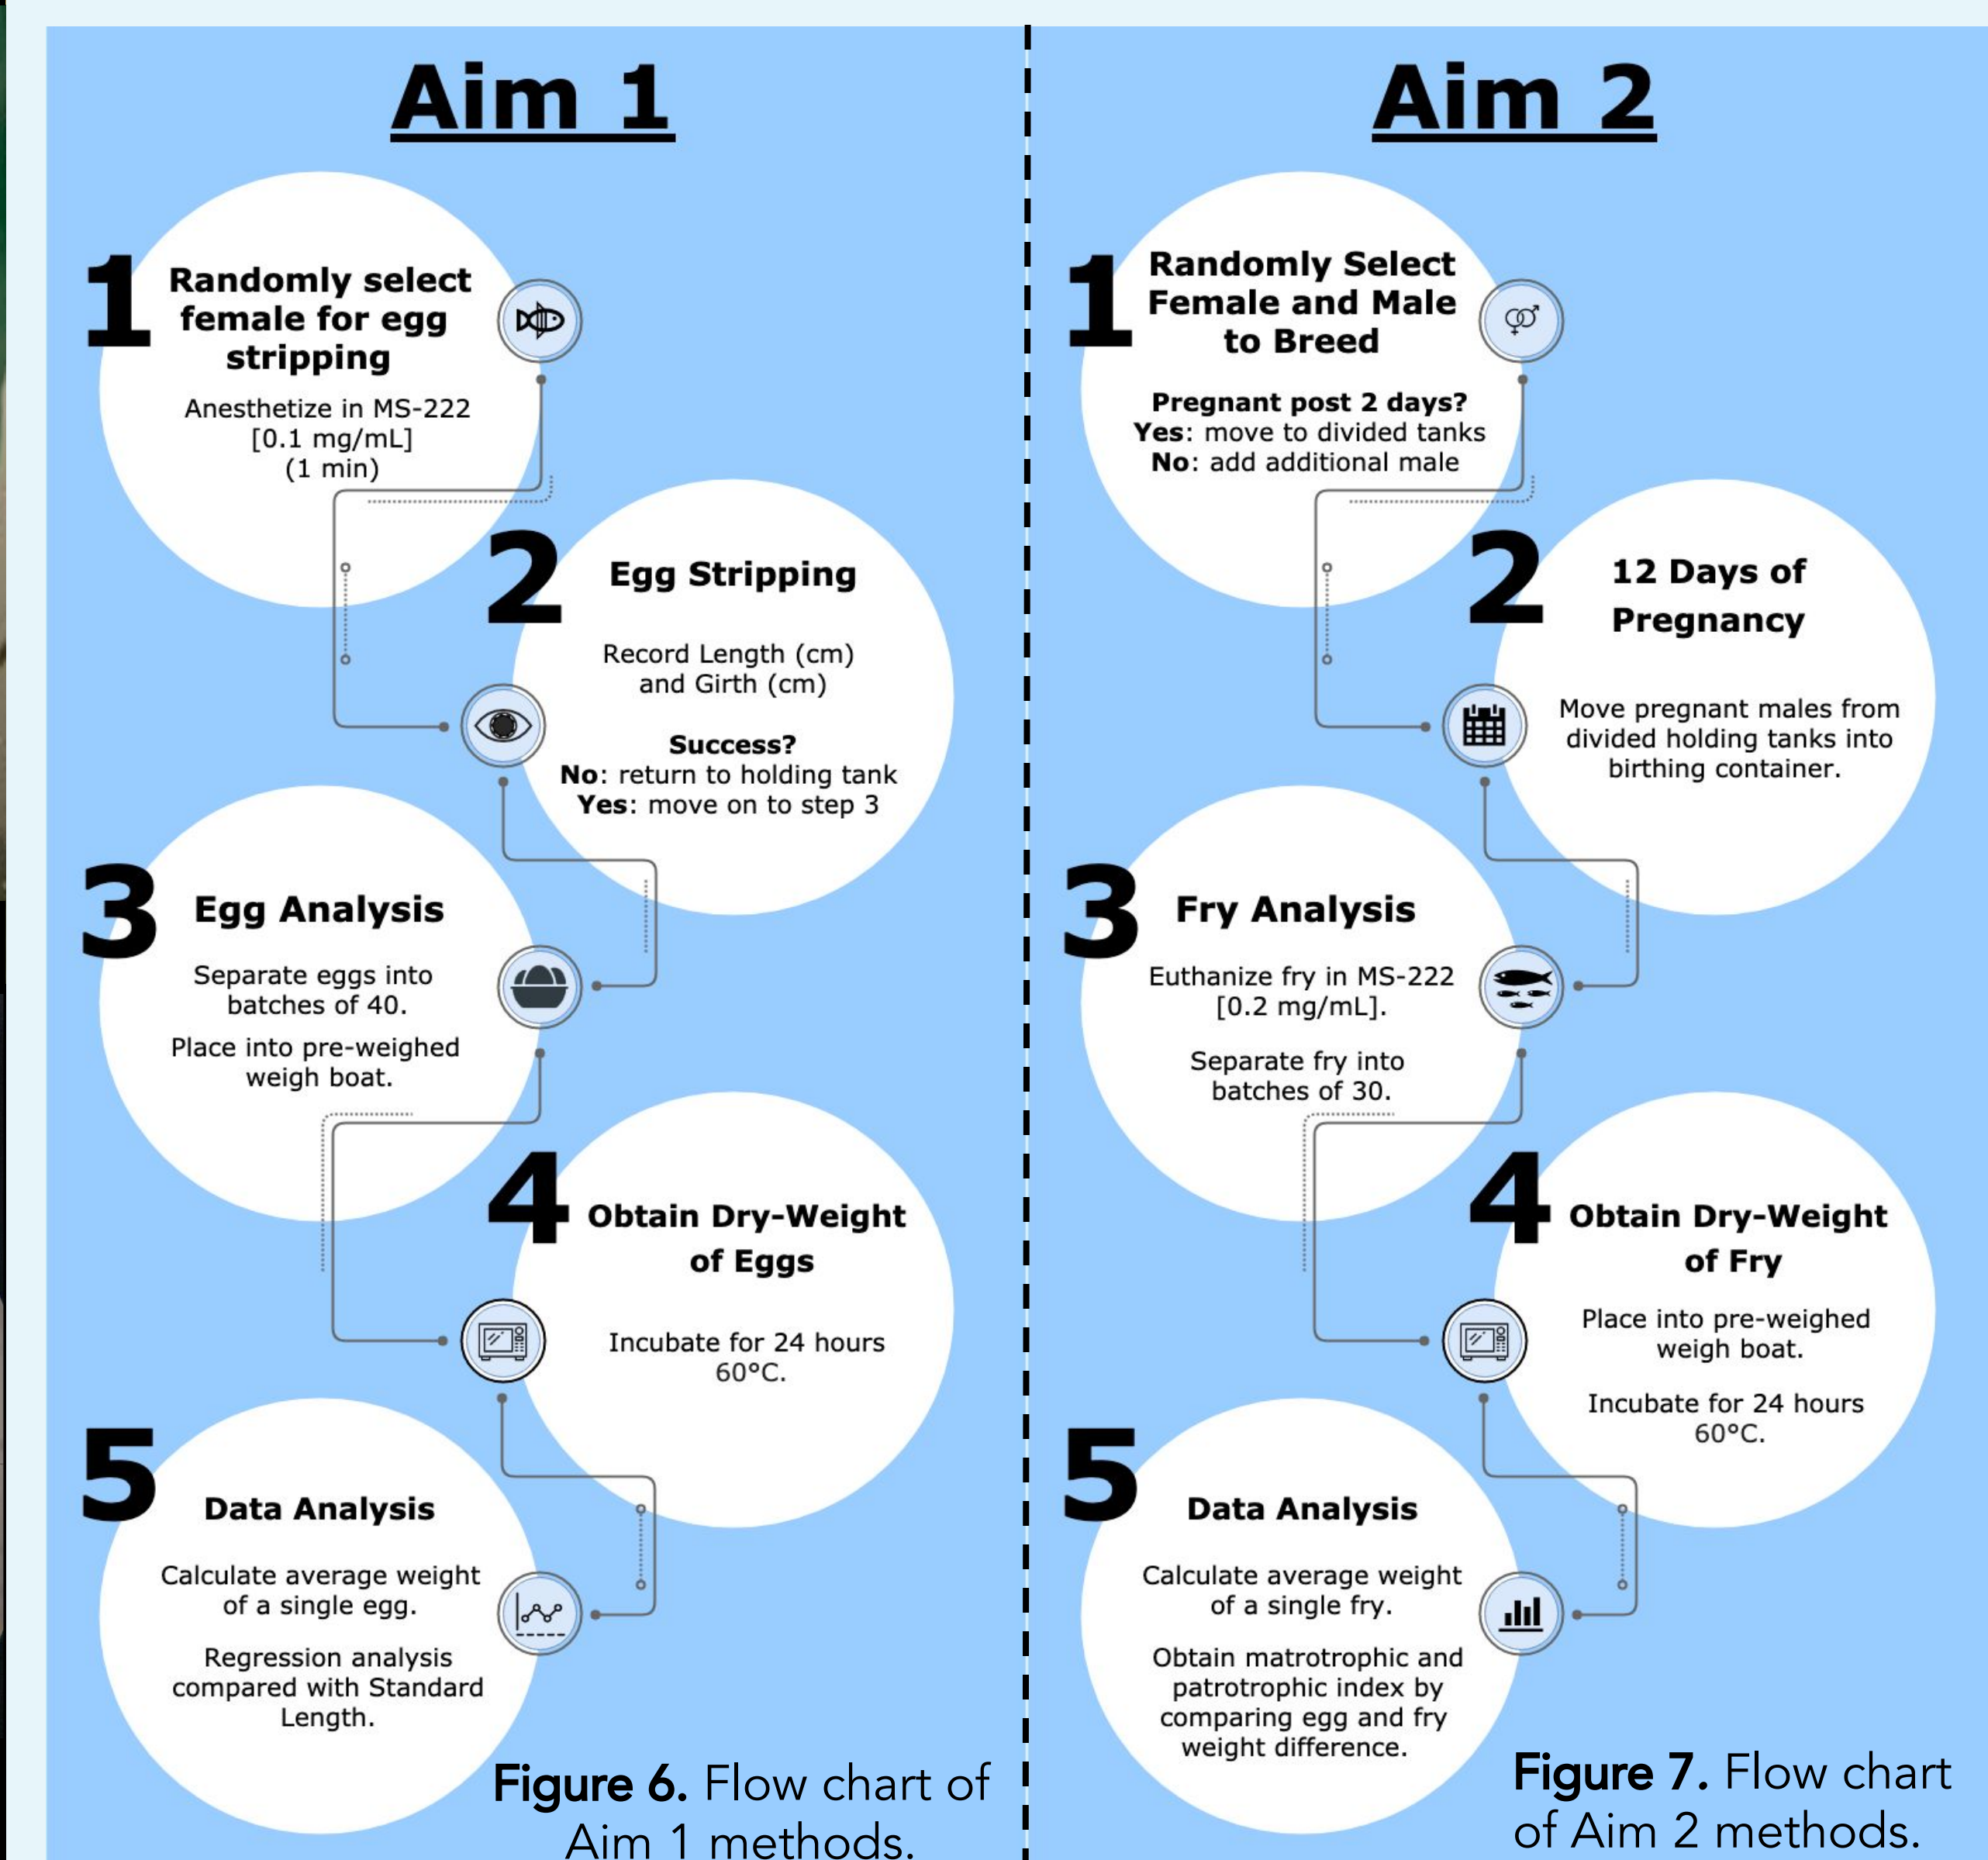 Aim 1
1
Randomly select
female for egg
stripping
Anesthetize in MS-222
[0.1 mg/mL]
(1 min)
2
Egg Stripping
Record Length (cm)
and Girth (cm)
Success?
No: return to holding tank
Yes: move on to step 3
3
Egg Analysis
Separate eggs into
batches of 40.
Place into pre-weighed
weigh boat.
4
Obtain Dry-Weight
of Eggs
Incubate for 24 hours
60°C.
5
Data Analysis
Calculate average weight
of a single egg.
Regression analysis
compared with Standard
Length.
Figure 6. Flow chart of
Aim 1 methods.
Aim 2
1
Randomly Select
Female and Male
to Breed
Pregnant post 2 days?
Yes: move to divided tanks
No: add additional male
2
12 Days of
Pregnancy
Move pregnant males from
divided holding tanks into
birthing container.
3
Fry Analysis
Euthanize fry in MS-222
[0.2 mg/mL].
Separate fry into
batches of 30.
4
Obtain Dry-Weight
of Fry
Place into pre-weighed
weigh boat.
Incubate for 24 hours
60°C.
5
Data Analysis
Calculate average weight
of a single fry.
Obtain matrotrophic and
patrotrophic index by
comparing egg and fry
weight difference.
Figure 7. Flow chart
of Aim 2 methods.